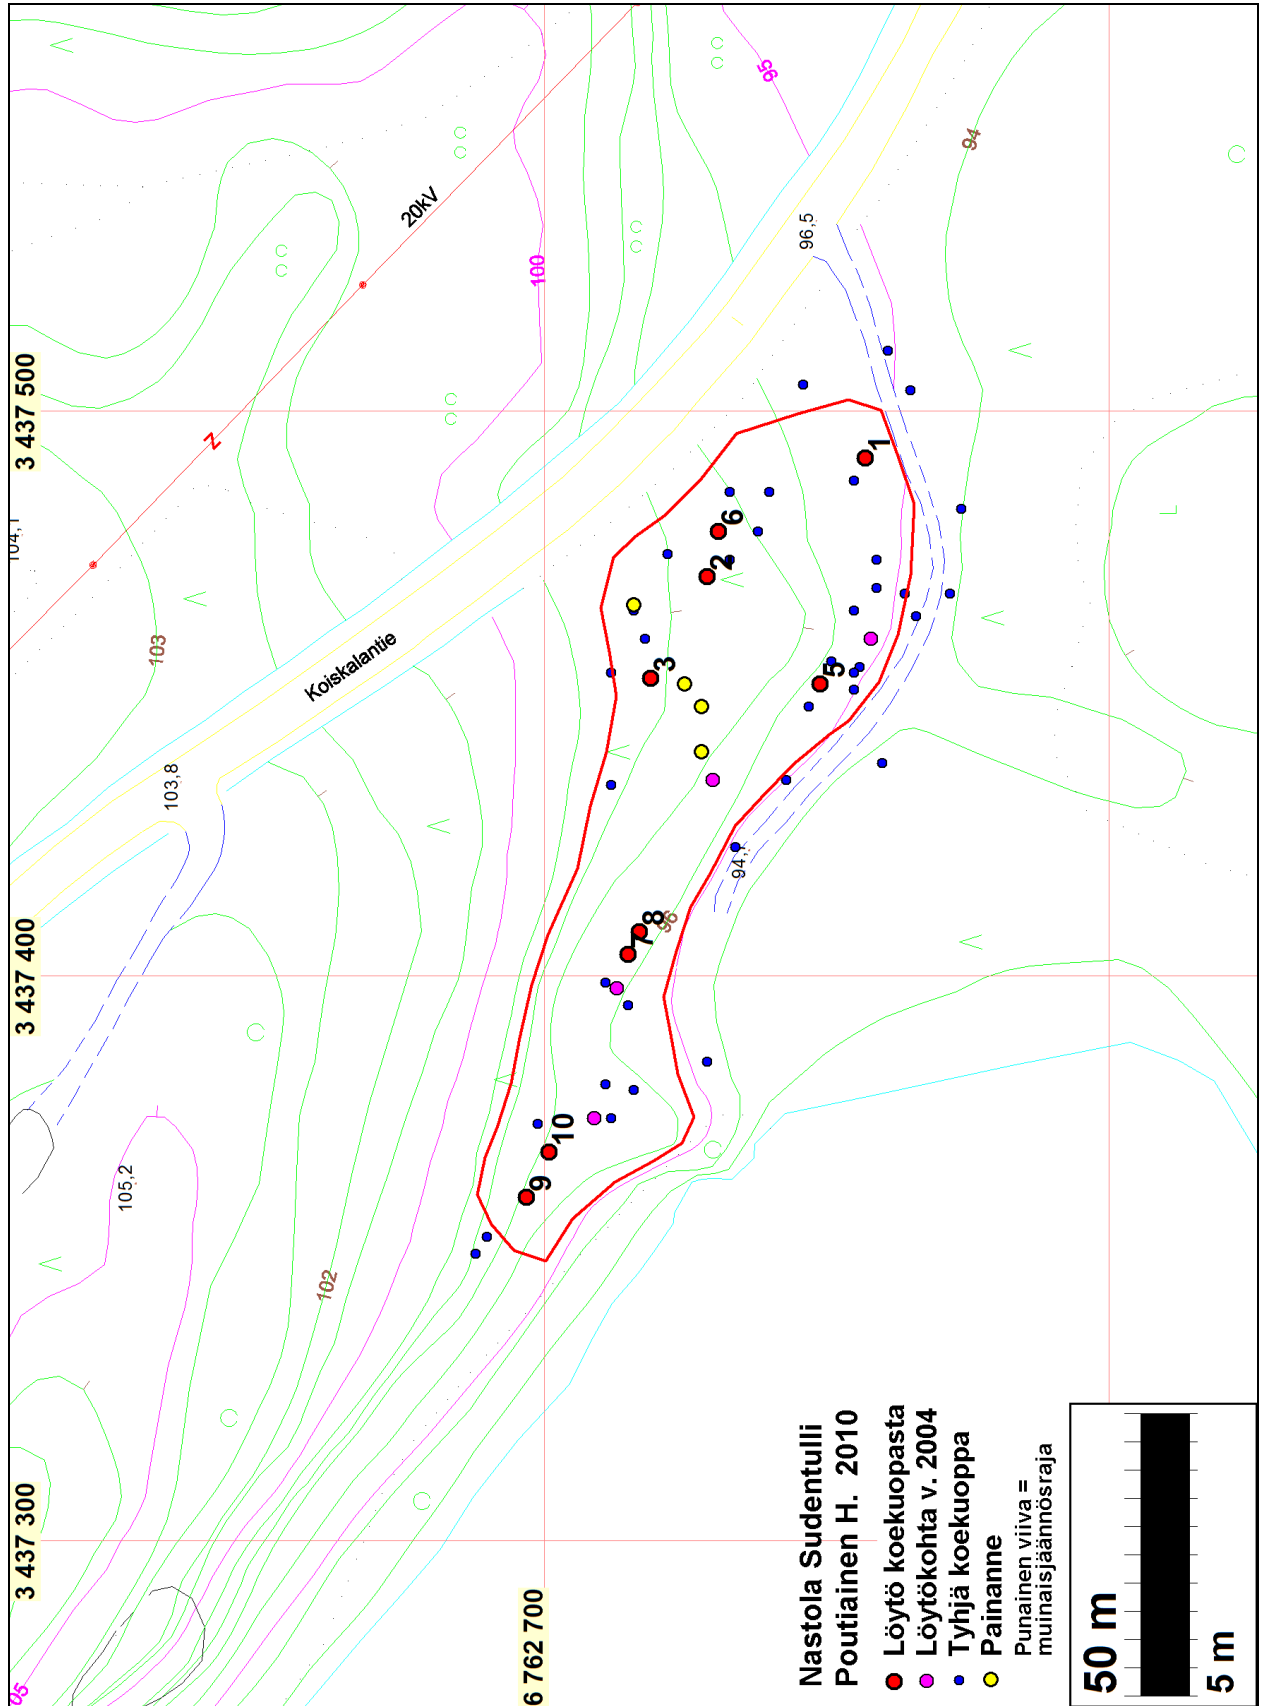 3 437 300
3 437 400
3 437 500
6 762 700
105,2
103,8
103
102
100
95
94
96
96,5
20kV
Z
Koiskalantie
1
2
3
5
6
7
8
9
10
Nastola Sudentulli
Poutiainen H. 2010
Löytö koekuopasta
Löytökohta v. 2004
Tyhjä koekuoppa
Painanne
Punainen viiva =
muinaisjäännösraja
50 m
5 m